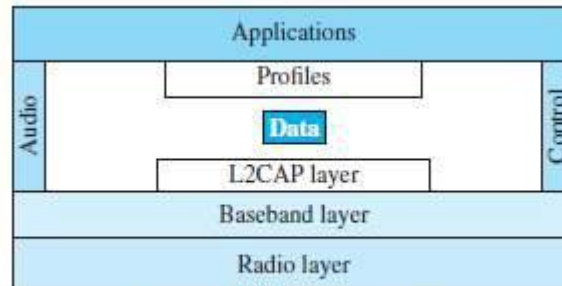 Applications
Profiles
Audio
Data
Control
L2CAP layer
Baseband layer
Radio layer